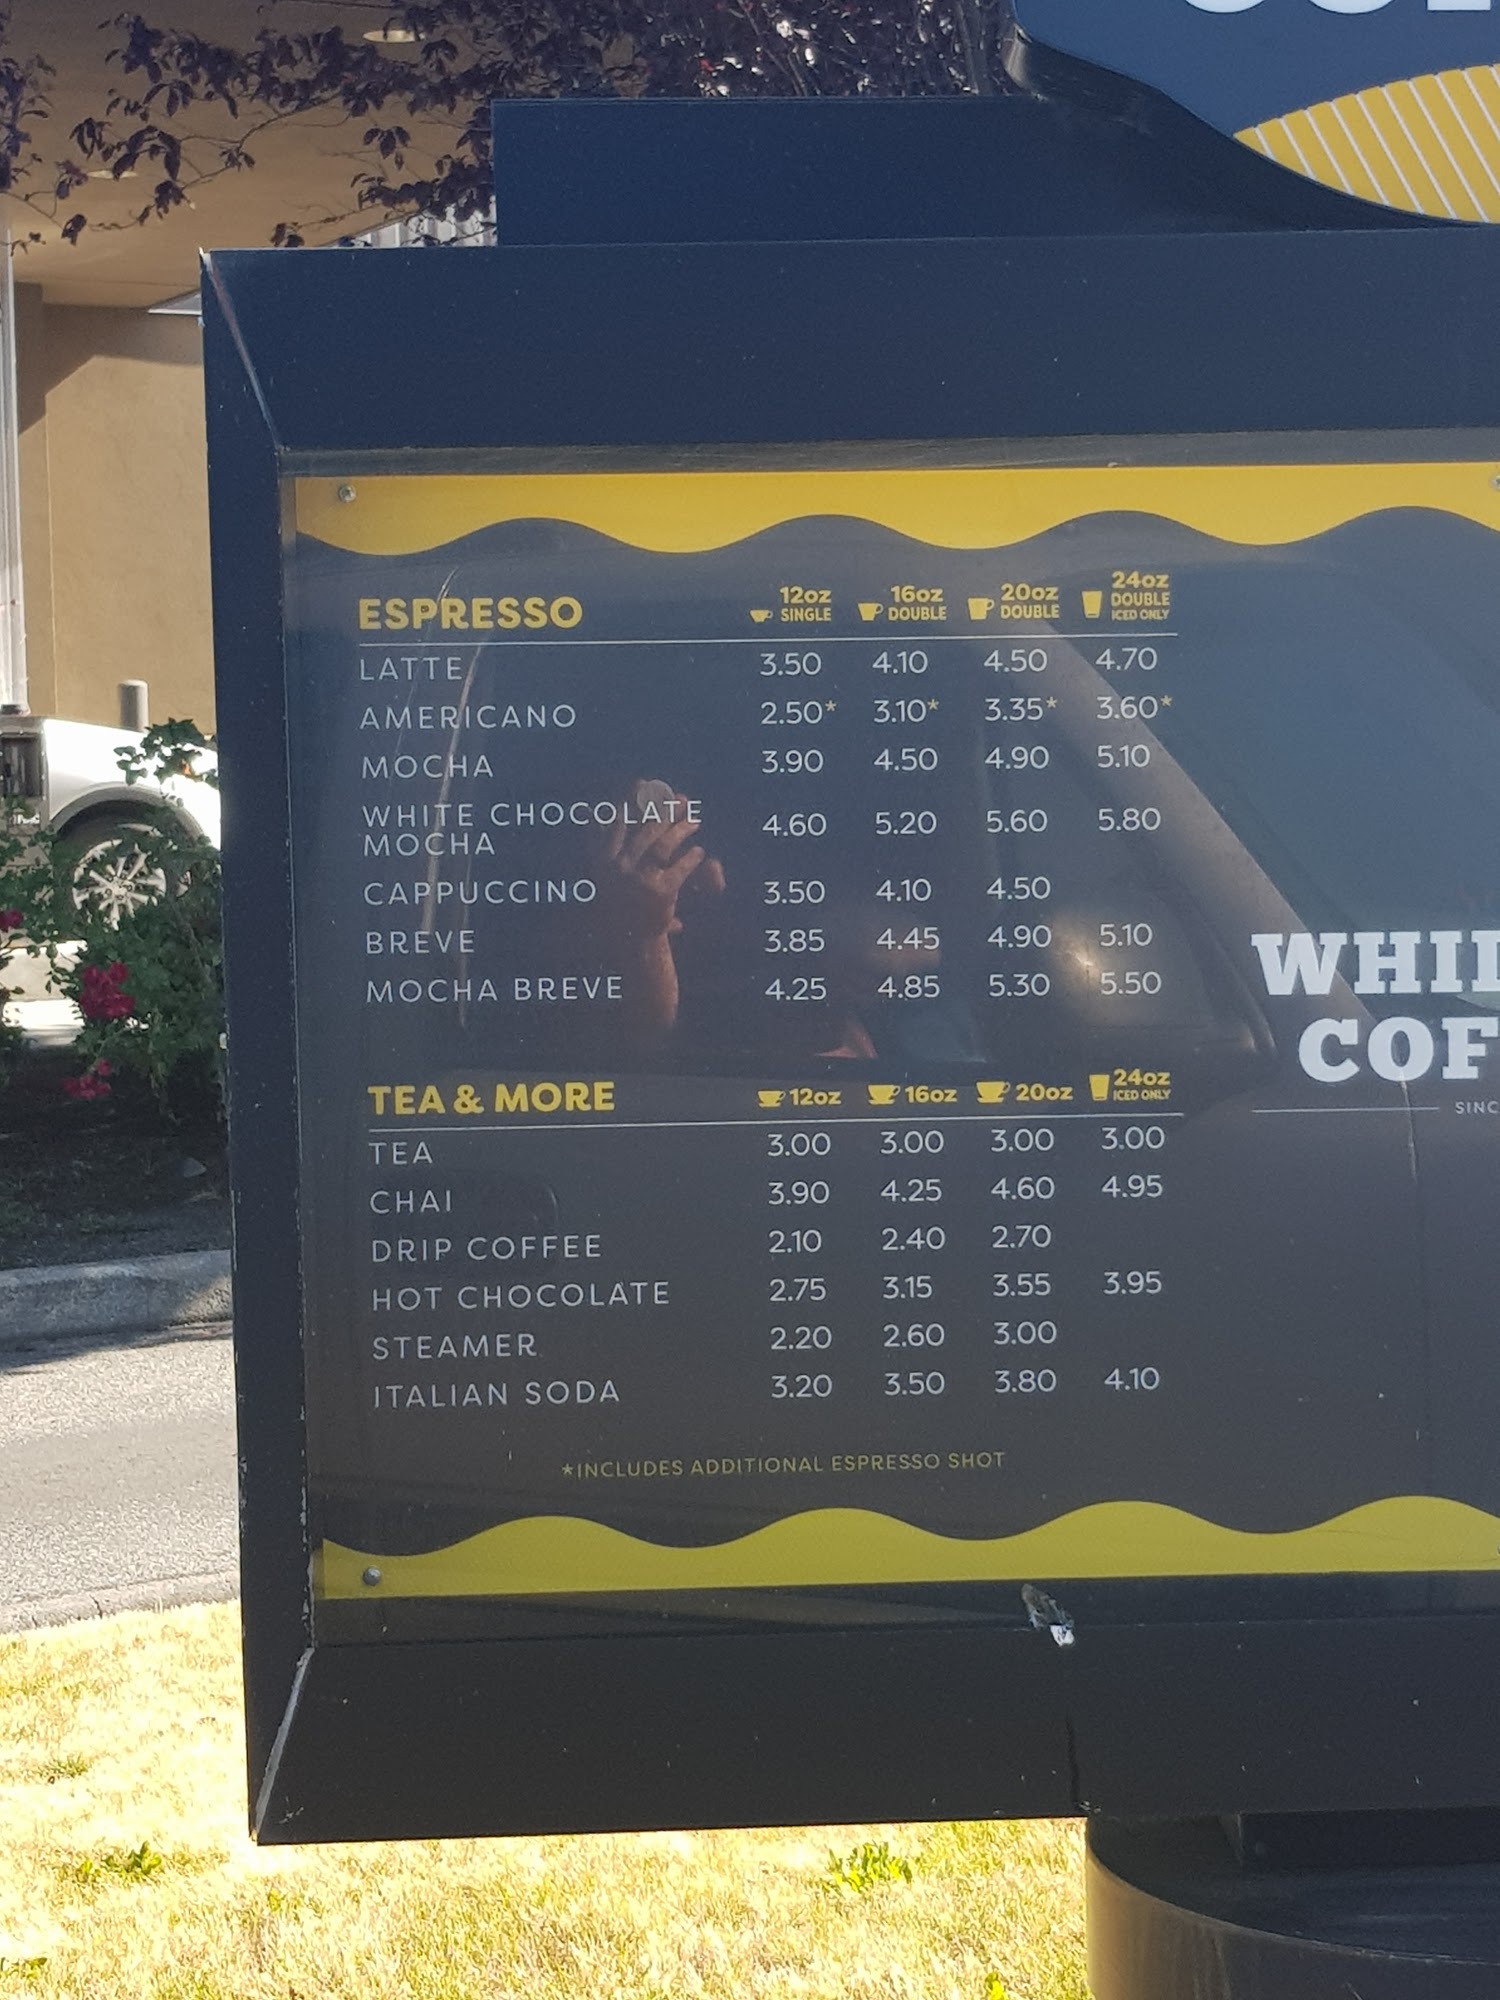 ESPRESSO 12oz SINGLE 16oz DOUBLE 20oz DOUBLE 24oz DOUBLE ICED ONLY
LATTE 3.50 4.10 4.50 4.70
AMERICANO 2.50* 3.10* 3.35* 3.60*
MOCHA 3.90 4.50 4.90 5.10
WHITE CHOCOLATE
MOCHA 4.60 5.20 5.60 5.80
CAPPUCCINO 3.50 4.10 4.50
BREVE 3.85 4.45 4.90 5.10
MOCHA BREVE 4.25 4.85 5.30 5.50
TEA & MORE 12oz 16oz 20oz 24oz ICED ONLY
TEA 3.00 3.00 3.00 3.00
CHAI 3.90 4.25 4.60 4.95
DRIP COFFEE 2.10 2.40 2.70
HOT CHOCOLATE 2.75 3.15 3.55 3.95
STEAMER 2.20 2.60 3.00
ITALIAN SODA 3.20 3.50 3.80 4.10
*INCLUDES ADDITIONAL ESPRESSO SHOT
WHI
COF
SINC